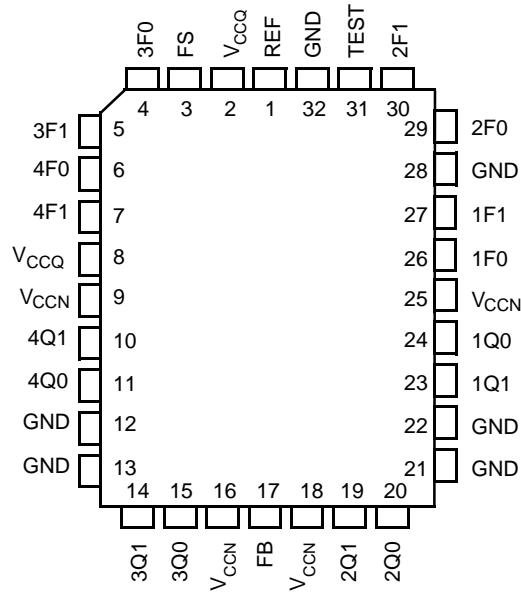 3F0 FS VCCQ REF GND TEST 2F1
4 3 2 1 32 31 30
3F1 5 29 2F0
4F0 6 28 GND
4F1 7 27 1F1
VCCQ 8 26 1F0
VCCN 9 25 VCCN
4Q1 10 24 1Q0
4Q0 11 23 1Q1
GND 12 22 GND
GND 13 21 GND
14 15 16 17 18 19 20
3Q1 3Q0 VCCN FB VCCN 2Q1 2Q0